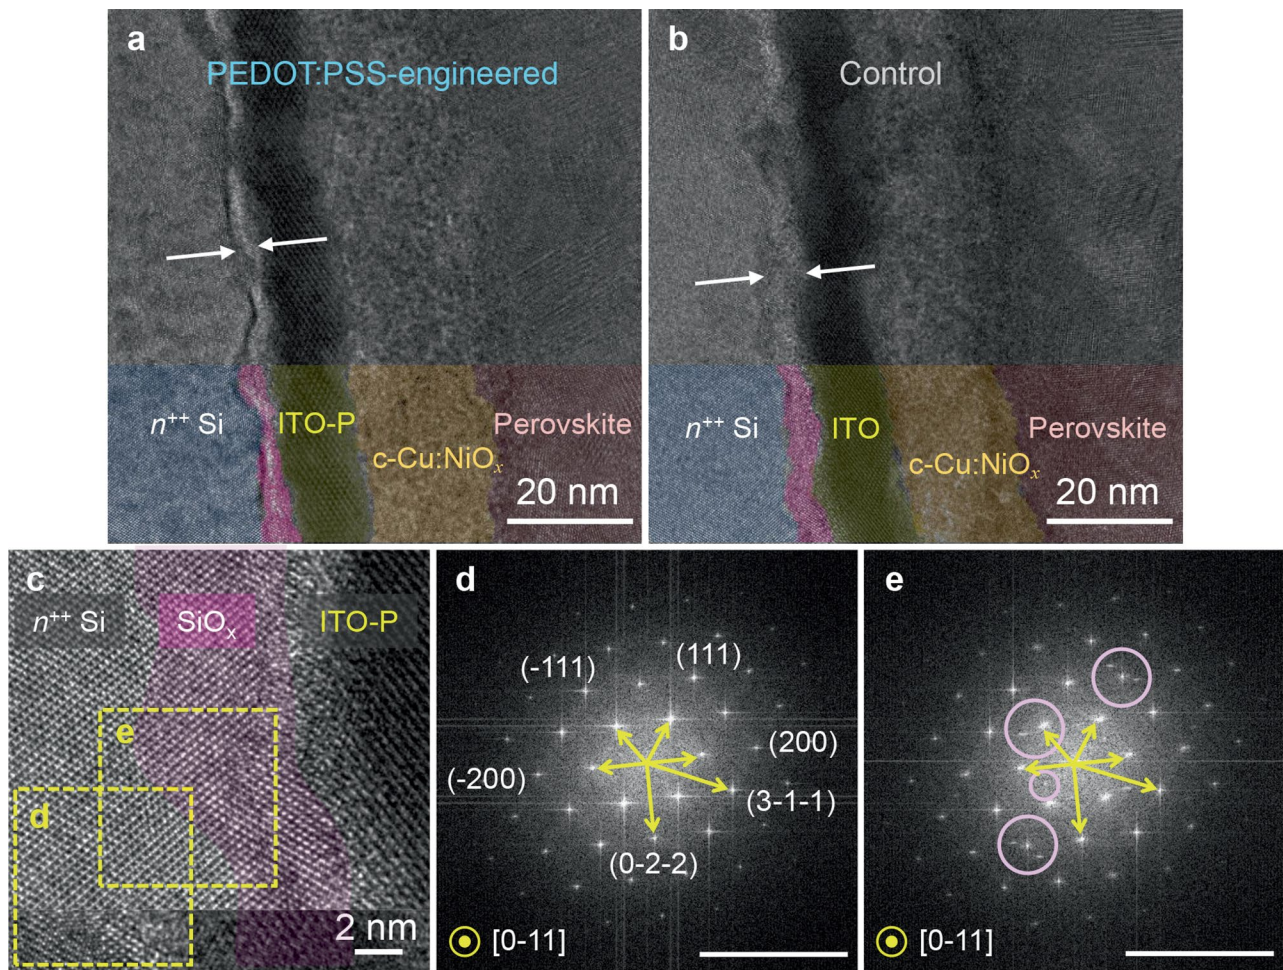 a
PEDOT:PSS-engineered
n++ Si
ITO-P
c-Cu:NiOx
Perovskite
20 nm
b
Control
n++ Si
ITO
c-Cu:NiOx
Perovskite
20 nm
c
n++ Si
SiOx
ITO-P
e
d
2 nm
d
(-111)
(111)
(200)
(-200)
(3-1-1)
(0-2-2)
[0-11]
e
[0-11]